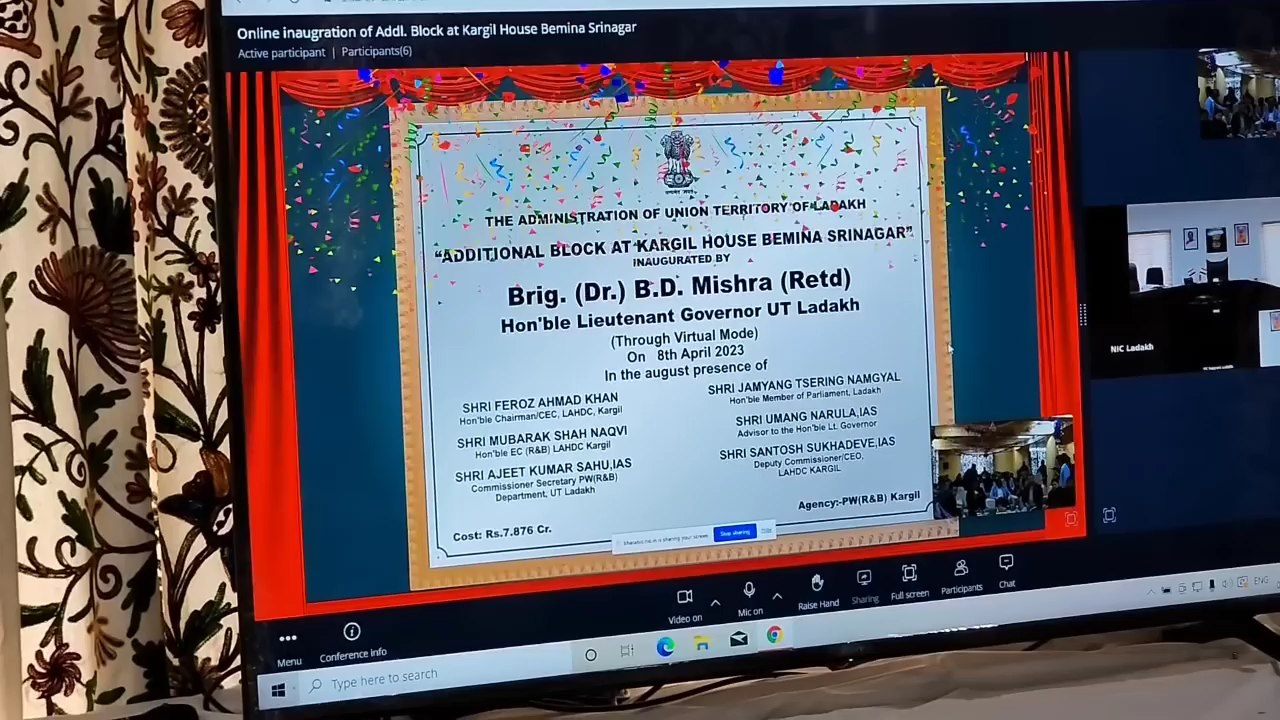 Online inaugration of Addl. Block at Kargil House Bemina Srinagar
Active participant | Participants(6)
THE ADMINISTRATION OF UNION TERRITORY OF LADAKH
“ADDITIONAL BLOCK AT KARGIL HOUSE BEMINA SRINAGAR”
INAUGURATED BY
Brig. (Dr.) B.D. Mishra (Retd)
Hon'ble Lieutenant Governor UT Ladakh
(Through Virtual Mode)
On 8th April 2023
In the august presence of
SHRI FEROZ AHMAD KHAN
Hon'ble Chairman/CEC, LAHDC, Kargil
SHRI MUBARAK SHAH NAQVI
Hon'ble EC (R&B) LAHDC Kargil
SHRI AJEET KUMAR SAHU,IAS
Commissioner Secretary PW(R&B)
Department, UT Ladakh
SHRI JAMYANG TSERING NAMGYAL
Hon'ble Member of Parliament, Ladakh
SHRI UMANG NARULA,IAS
Advisor to the Hon'ble Lt. Governor
SHRI SANTOSH SUKHADEVE,IAS
Deputy Commissioner/CEO,
LAHDC KARGIL
Agency:-PW(R&B) Kargil
Cost: Rs.7.876 Cr.
is sharing your screen.
Stop sharing
Hide
NIC Ladakh
Menu
Conference Info
Video on
Mic on
Raise Hand
Sharing
Full screen
Participants
Chat
Type here to search
ENG